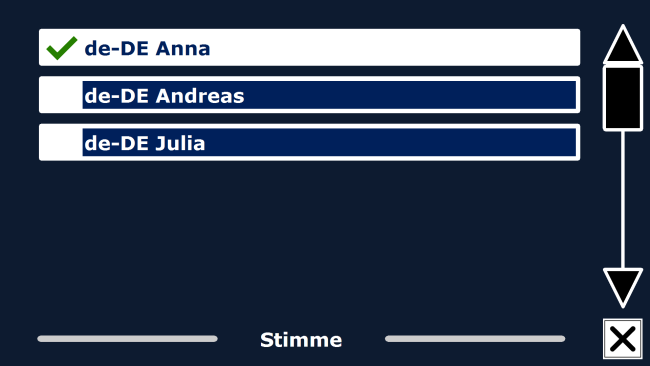 de-DE Anna
de-DE Andreas
de-DE Julia
Stimme